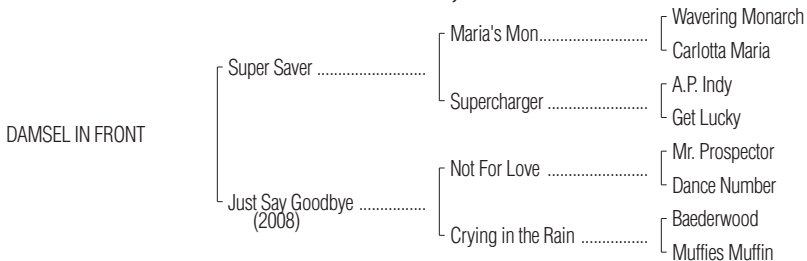 Wavering Monarch
Maria's Mon..........................
Carlotta Maria
Super Saver ..........................
A.P. Indy
Supercharger ........................
Get Lucky
DAMSEL IN FRONT
Mr. Prospector
Not For Love ........................
Dance Number
Just Say Goodbye ................
(2008)
Baederwood
Crying in the Rain ................
Muffies Muffin